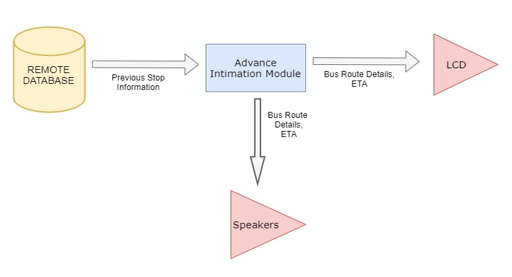 REMOTE
DATABASE
Previous Stop
Information
Advance
Intimation Module
Bus Route Details,
ETA
LCD
Bus Route
Details,
ETA
Speakers